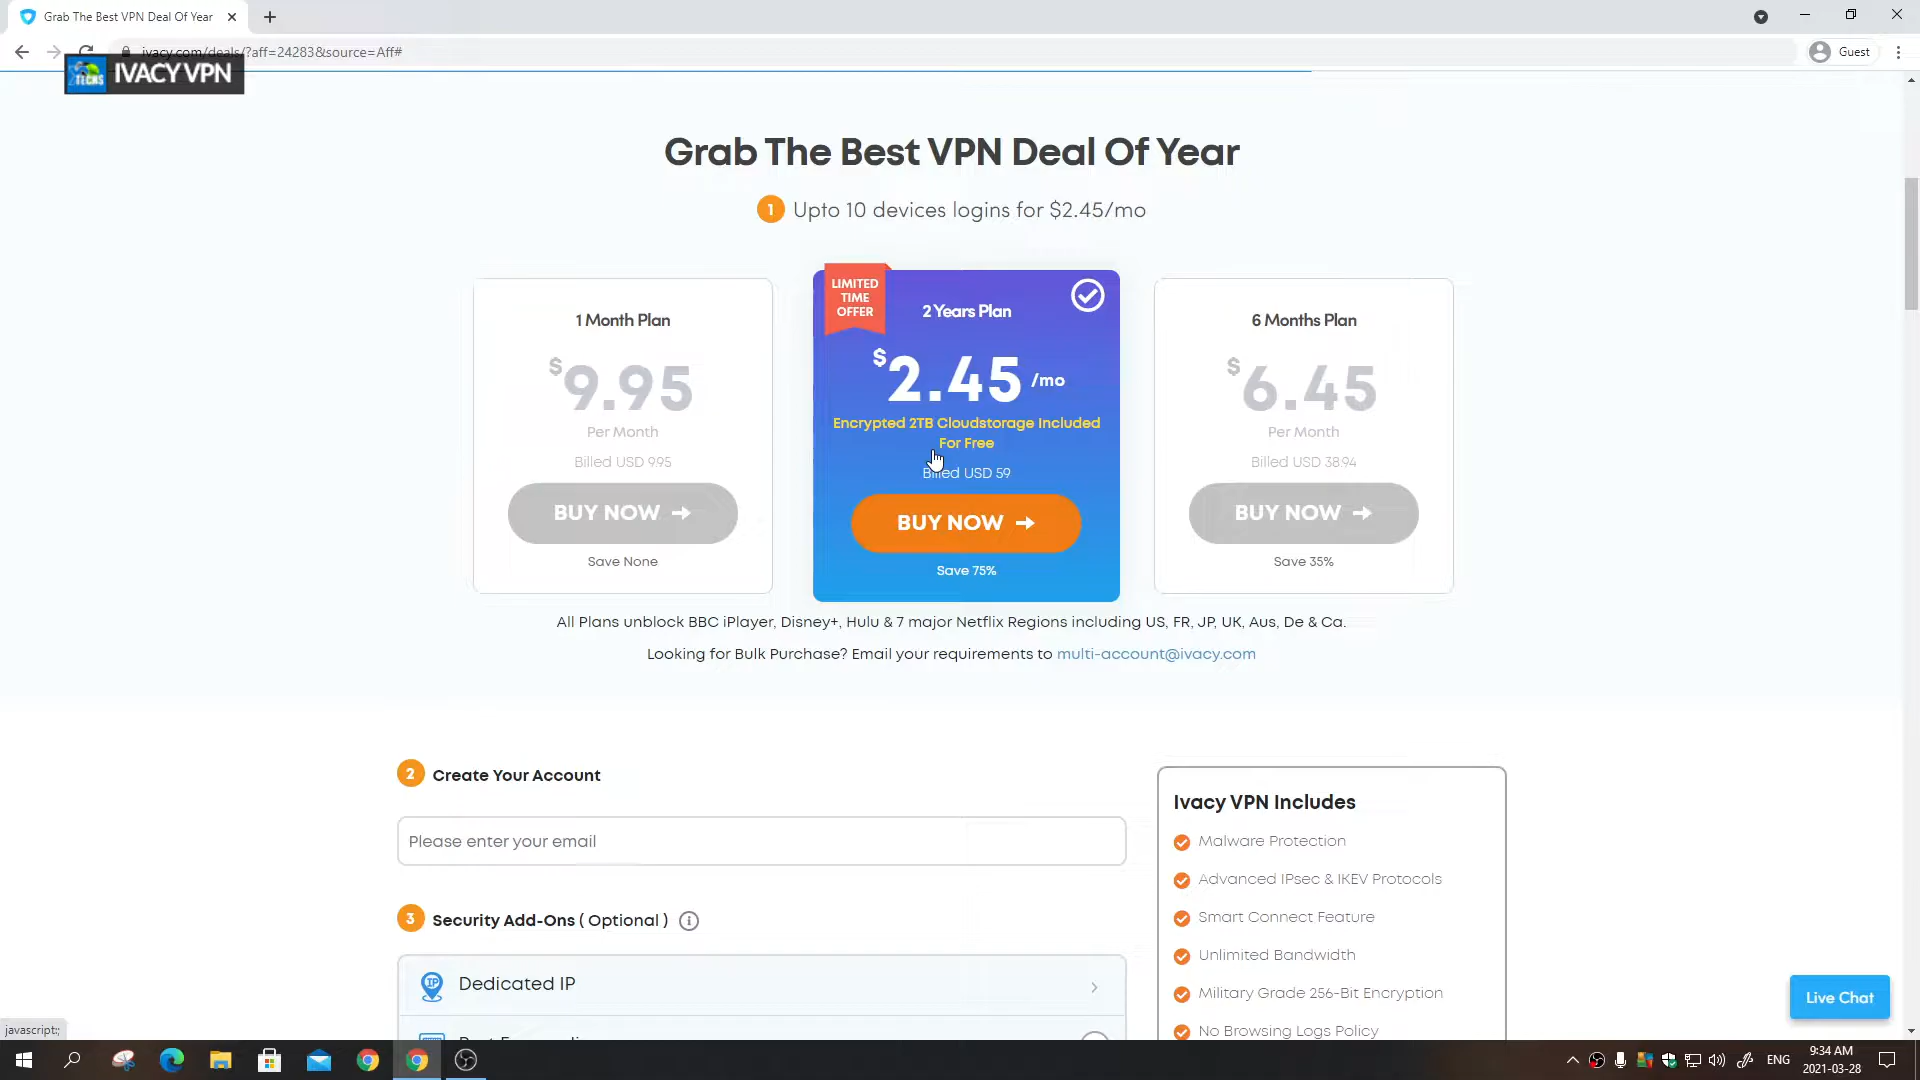 Grab The Best VPN Deal Of Year
Guest
ivacy.com/deals/?aff=24283&source=Aff#
TECHS
IVACY VPN
Grab The Best VPN Deal Of Year
1 Upto 10 devices logins for $2.45/mo
1 Month Plan
$9.95
Per Month
Billed USD 9.95
BUY NOW →
Save None
LIMITED
TIME
OFFER
2 Years Plan
$2.45 /mo
Encrypted 2TB Cloudstorage Included
For Free
Billed USD 59
BUY NOW →
Save 75%
6 Months Plan
$6.45
Per Month
Billed USD 38.94
BUY NOW →
Save 35%
All Plans unblock BBC iPlayer, Disney+, Hulu & 7 major Netflix Regions including US, FR, JP, UK, Aus, De & Ca.
Looking for Bulk Purchase? Email your requirements to multi-account@ivacy.com
2 Create Your Account
Please enter your email
3 Security Add-Ons ( Optional )
IP Dedicated IP
Ivacy VPN Includes
Malware Protection
Advanced IPsec & IKEV Protocols
Smart Connect Feature
Unlimited Bandwidth
Military Grade 256-Bit Encryption
No Browsing Logs Policy
Live Chat
javascript:;
ENG
9:34 AM
2021-03-28